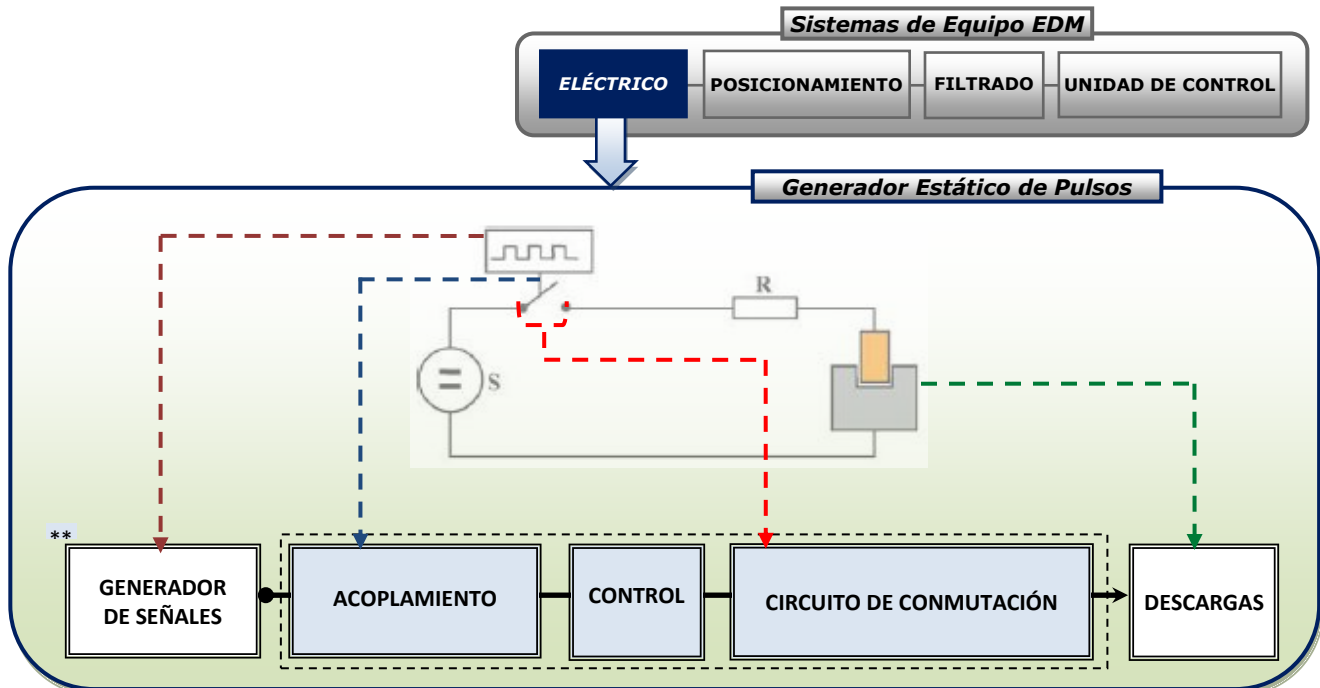 Sistemas de Equipo EDM
ELÉCTRICO
POSICIONAMIENTO
FILTRADO
UNIDAD DE CONTROL
Generador Estático de Pulsos
R
S
**
GENERADOR
DE SEÑALES
ACOPLAMIENTO
CONTROL
CIRCUITO DE CONMUTACIÓN
DESCARGAS